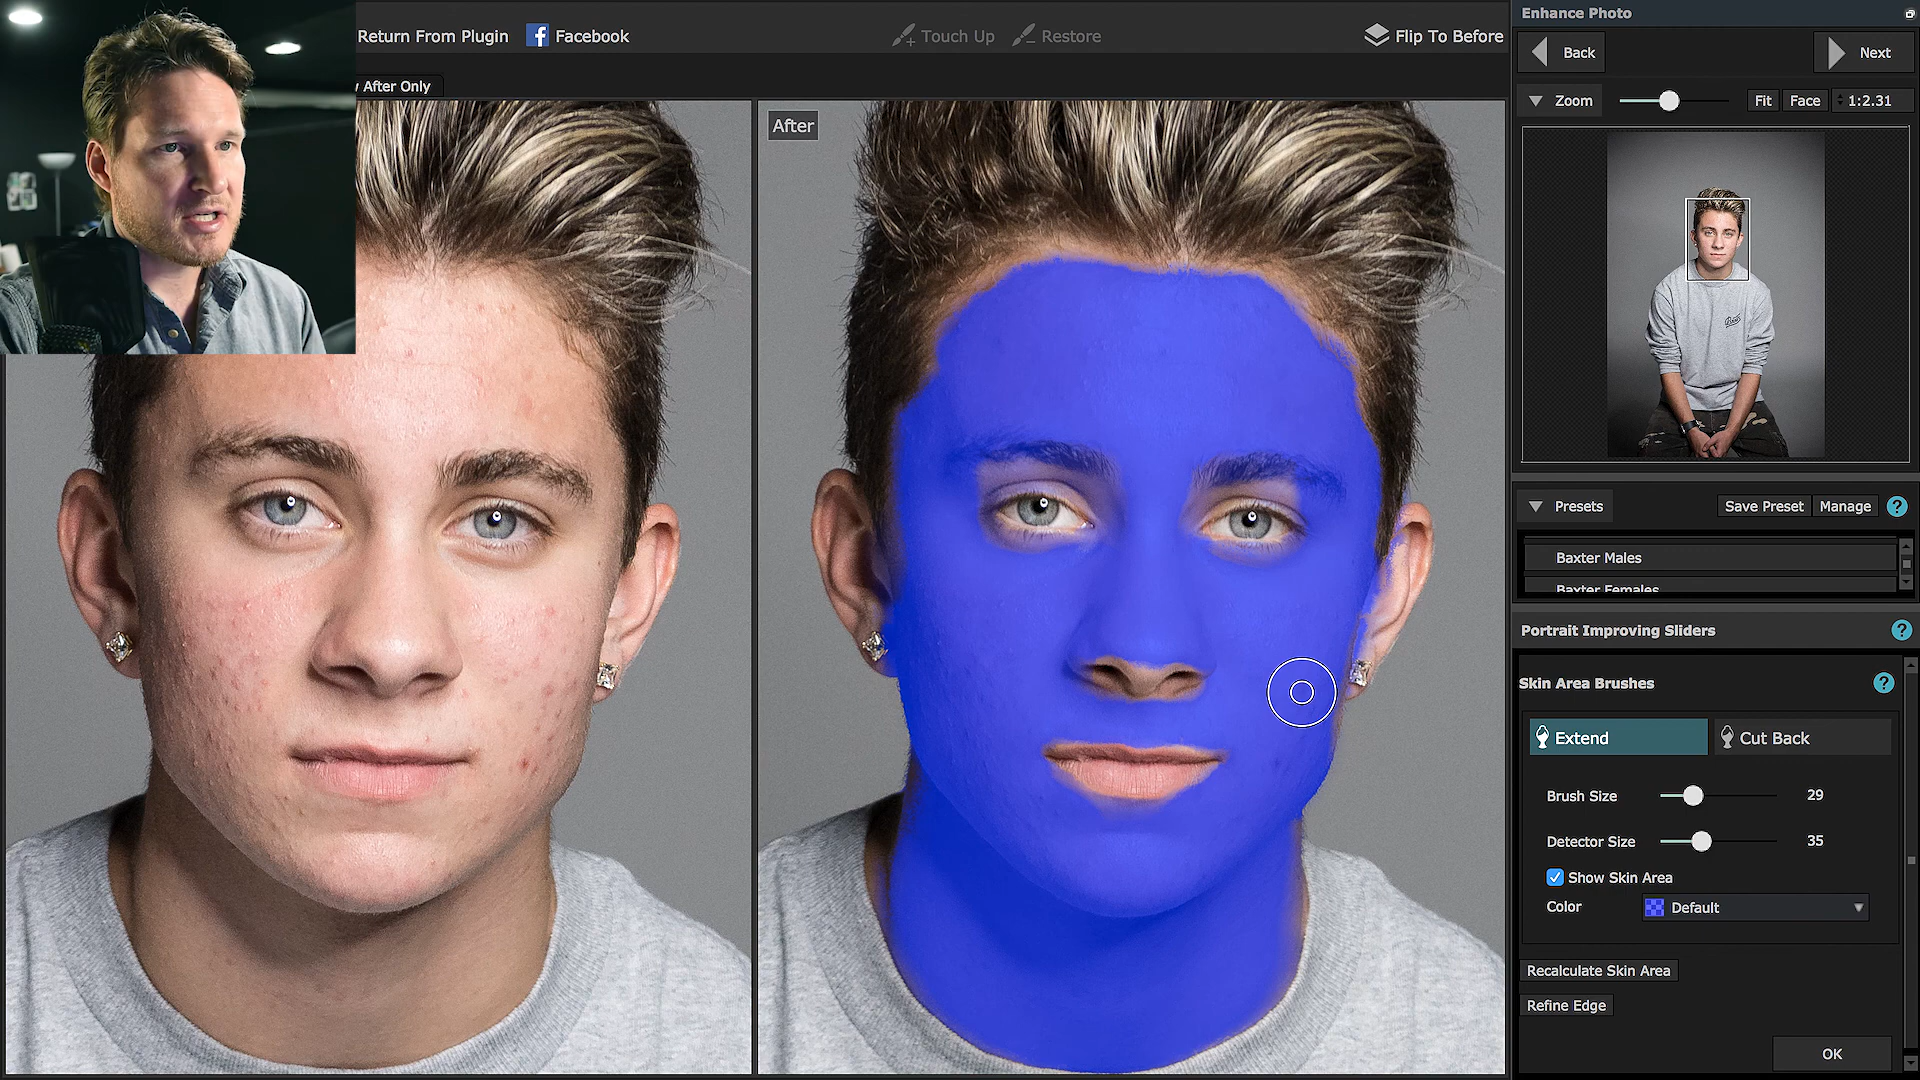 Return From Plugin
Facebook
Touch Up
Restore
Flip To Before
After Only
After
Enhance Photo
Back
Next
Zoom
Fit
Face
1:2.31
Presets
Save Preset
Manage
?
Baxter Males
Baxter Females
Portrait Improving Sliders
?
Skin Area Brushes
?
Extend
Cut Back
Brush Size
29
Detector Size
35
Show Skin Area
Color
Default
Recalculate Skin Area
Refine Edge
OK